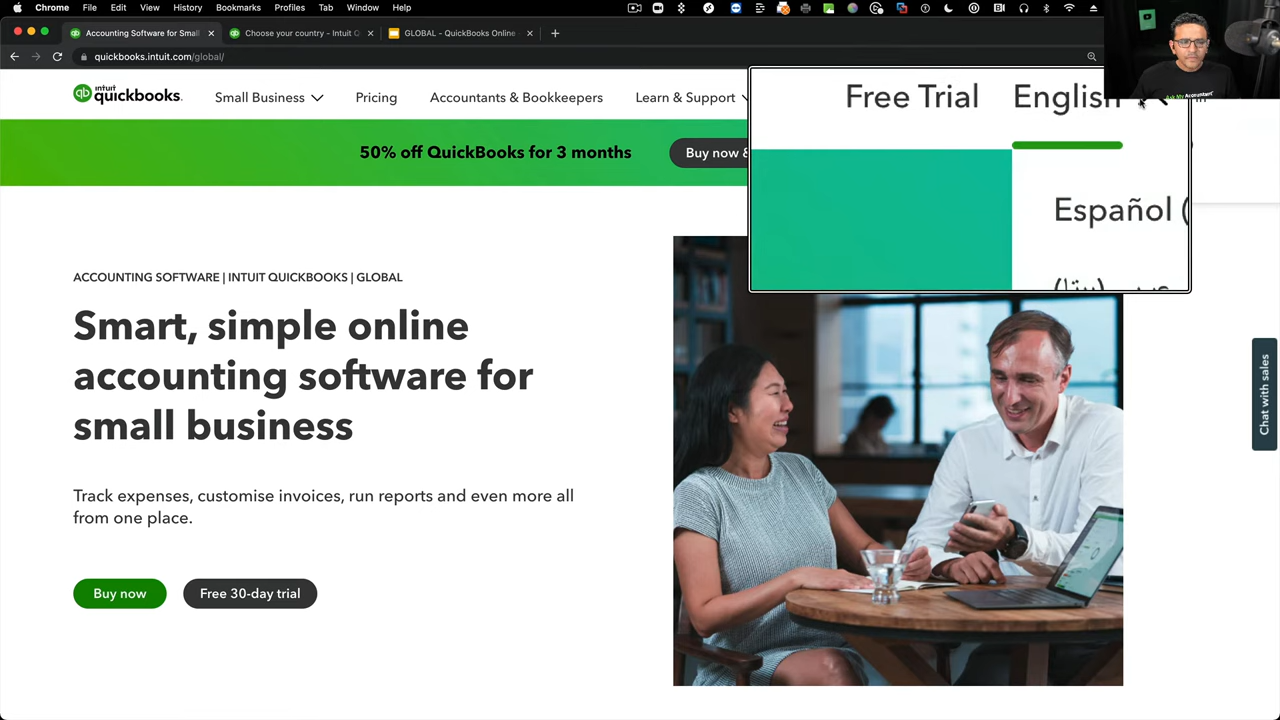 Chrome File Edit View History Bookmarks Profiles Tab Window Help
Accounting Software for Smal
Choose your country - Intuit Q
GLOBAL - QuickBooks Online
quickbooks.intuit.com/global/
intuit quickbooks.
Small Business
Pricing
Accountants & Bookkeepers
Learn & Support
Free Trial
English
Español (
50% off QuickBooks for 3 months
Buy now &
Ask My Accountant
ACCOUNTING SOFTWARE | INTUIT QUICKBOOKS | GLOBAL
Smart, simple online
accounting software for
small business
Track expenses, customise invoices, run reports and even more all
from one place.
Buy now
Free 30-day trial
Chat with sales